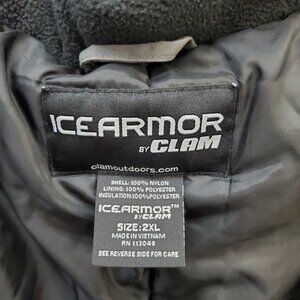 ICEARMOR
BY CLAM
clamoutdoors.com
SHELL: 100% NYLON
LINING: 100% POLYESTER
INSULATION: 100% POLYESTER
ICEARMOR™
BY CLAM
SIZE: 2XL
MADE IN VIETNAM
RN 113048
SEE REVERSE SIDE FOR CARE